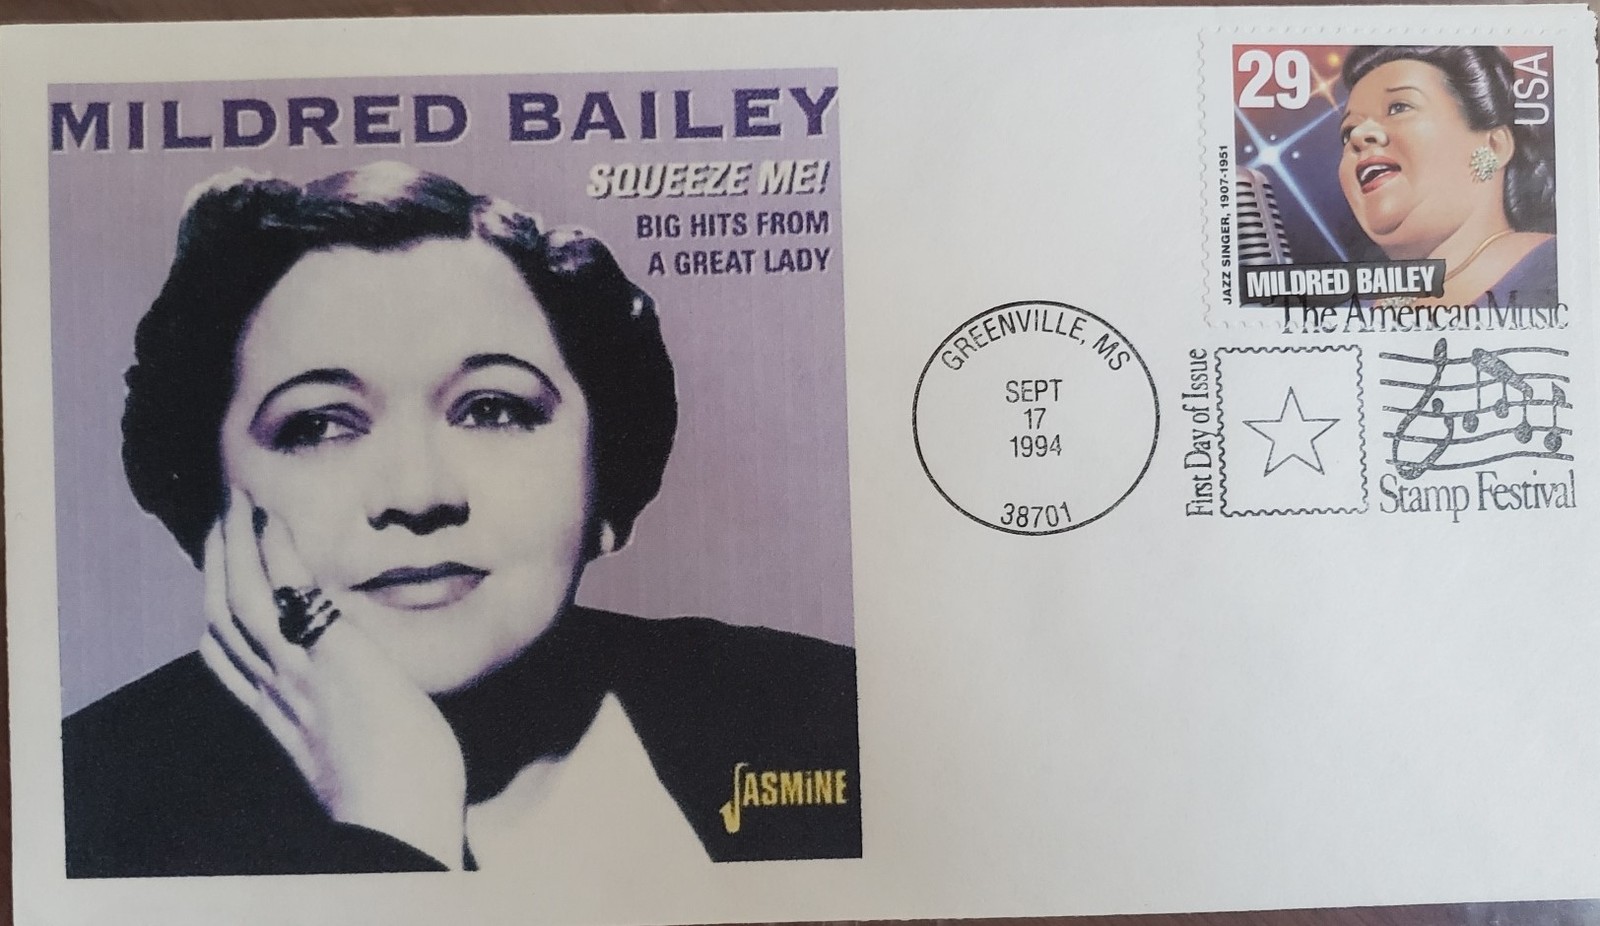 MILDRED BAILEY
SQUEEZE ME!
BIG HITS FROM
A GREAT LADY
JASMiNE
29
USA
JAZZ SINGER, 1907-1951
MILDRED BAILEY
GREENVILLE, MS
SEPT
17
1994
38701
First Day of Issue
The American Music
Stamp Festival